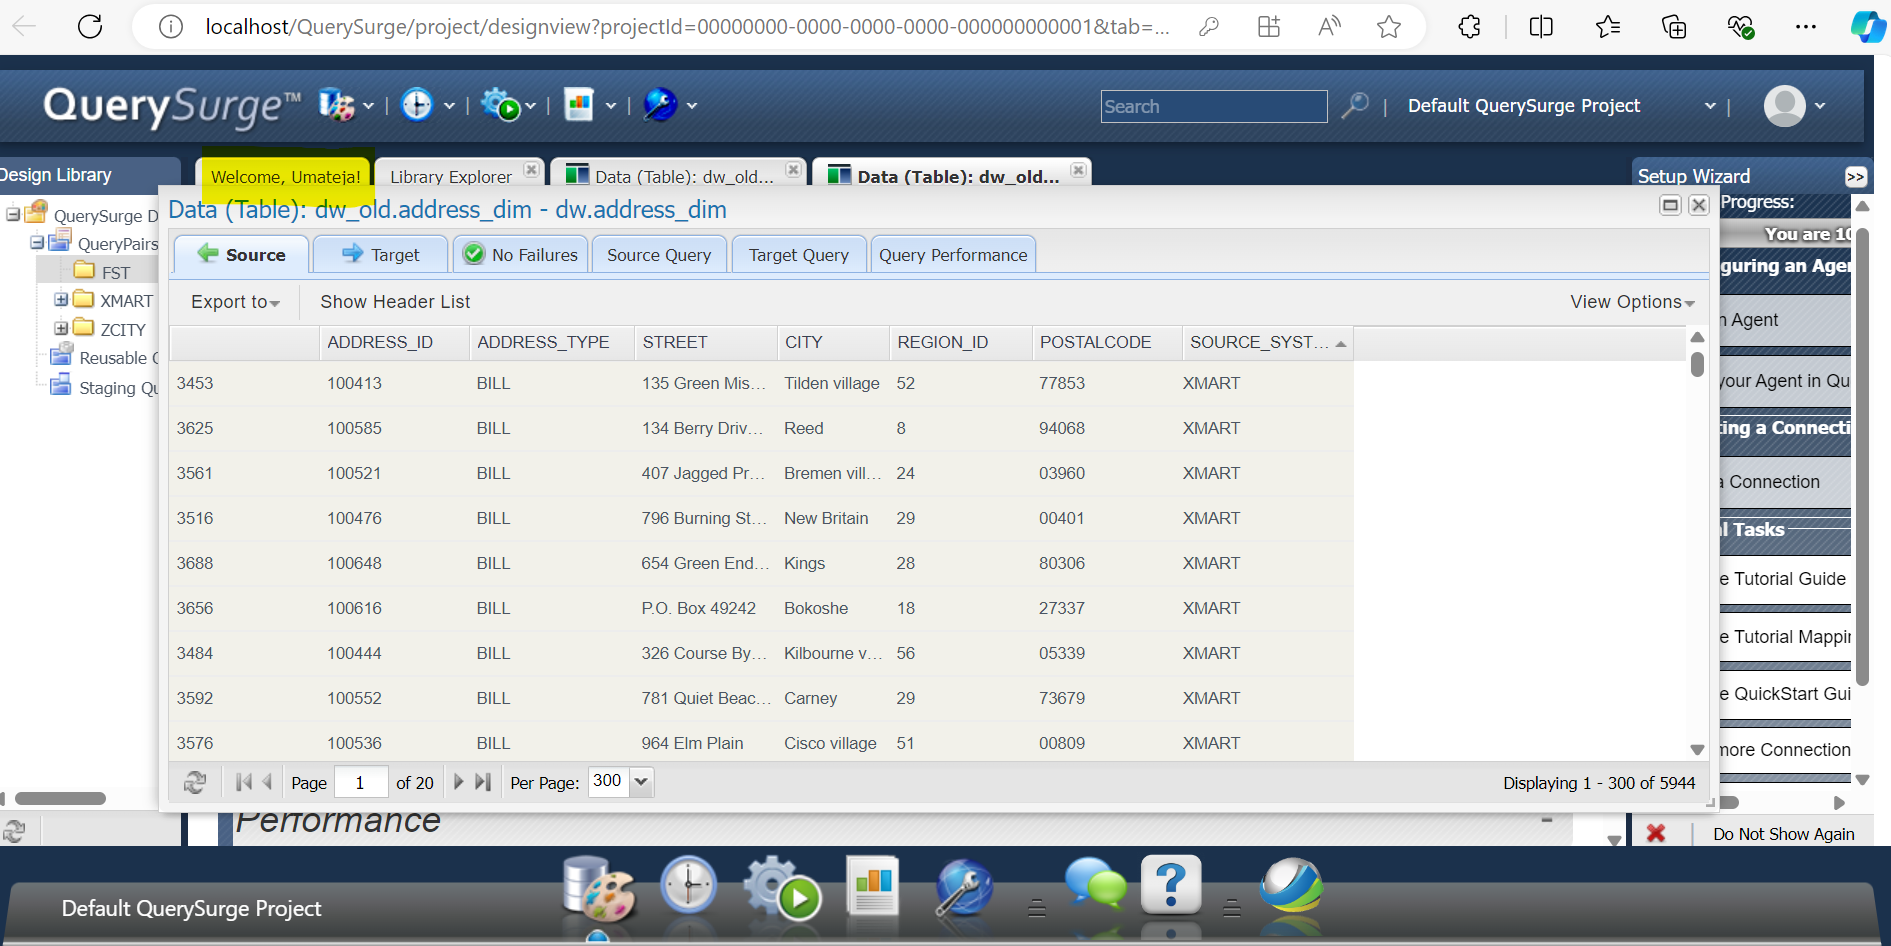 localhost/QuerySurge/project/designview?projectId=00000000-0000-0000-0000-000000000001&tab=...
QuerySurge™
Search
Default QuerySurge Project
Design Library
Welcome, Umateja!
Library Explorer
Data (Table): dw_old...
Data (Table): dw_old...
Setup Wizard
>>
QuerySurge D
QueryPairs
FST
XMART
ZCITY
Reusable
Staging Qu
Data (Table): dw_old.address_dim - dw.address_dim
Source
Target
No Failures
Source Query
Target Query
Query Performance
Export to
Show Header List
View Options
ADDRESS_ID ADDRESS_TYPE STREET CITY REGION_ID POSTALCODE SOURCE_SYST...
3453 100413 BILL 135 Green Mis... Tilden village 52 77853 XMART
3625 100585 BILL 134 Berry Driv... Reed 8 94068 XMART
3561 100521 BILL 407 Jagged Pr... Bremen vill... 24 03960 XMART
3516 100476 BILL 796 Burning St... New Britain 29 00401 XMART
3688 100648 BILL 654 Green End... Kings 28 80306 XMART
3656 100616 BILL P.O. Box 49242 Bokoshe 18 27337 XMART
3484 100444 BILL 326 Course By... Kilbourne v... 56 05339 XMART
3592 100552 BILL 781 Quiet Beac... Carney 29 73679 XMART
3576 100536 BILL 964 Elm Plain Cisco village 51 00809 XMART
Page 1 of 20
Per Page: 300
Displaying 1 - 300 of 5944
Progress:
You are 10
guring an Agen
n Agent
your Agent in Qu
ting a Connecti
a Connection
l Tasks
e Tutorial Guide
e Tutorial Mappin
e QuickStart Gui
more Connection
Do Not Show Again
Performance
Default QuerySurge Project